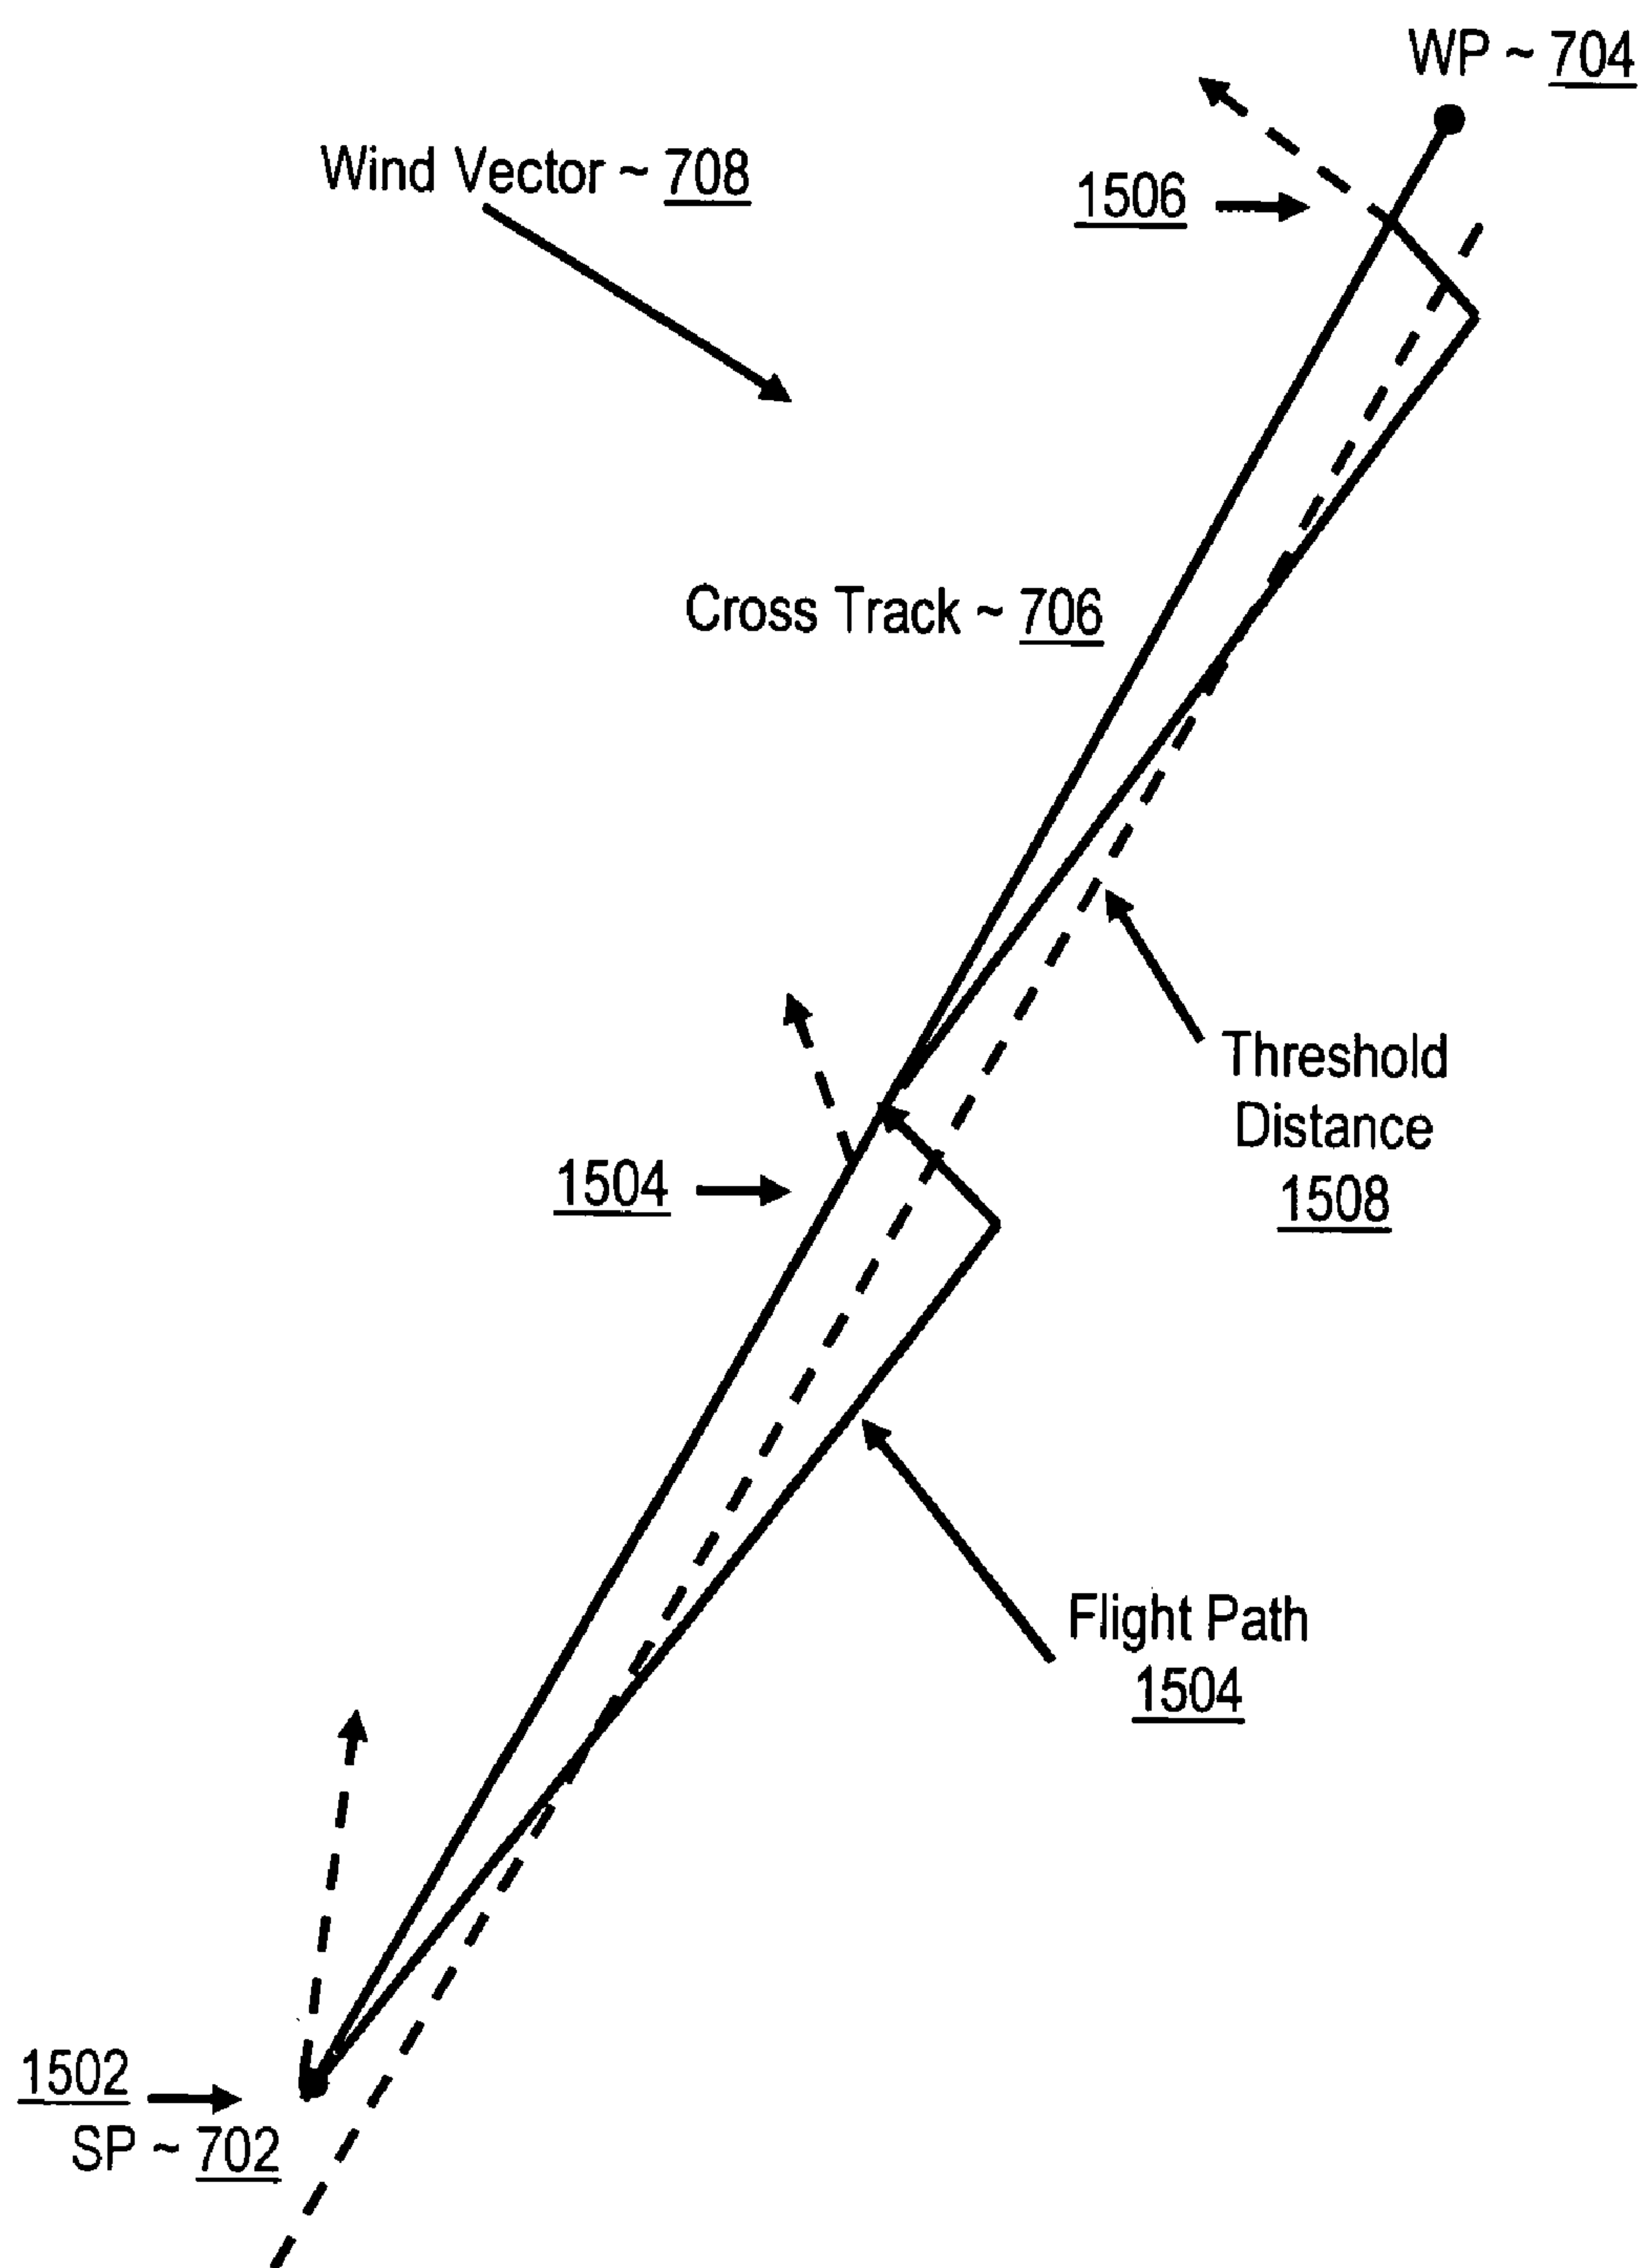 WP ~ 704
Wind Vector ~ 708
1506
Cross Track ~ 706
Threshold
Distance
1508
1504
Flight Path
1504
1502
SP ~ 702